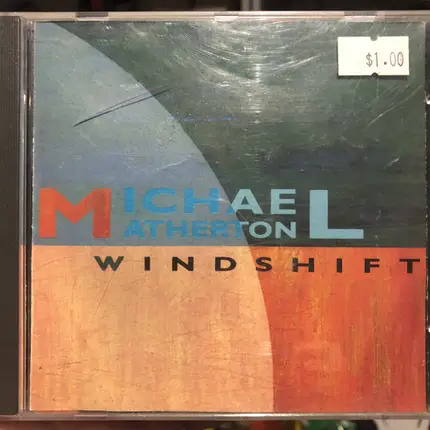 $1.00
MICHAEL
ATHERTON
WINDSHIFT